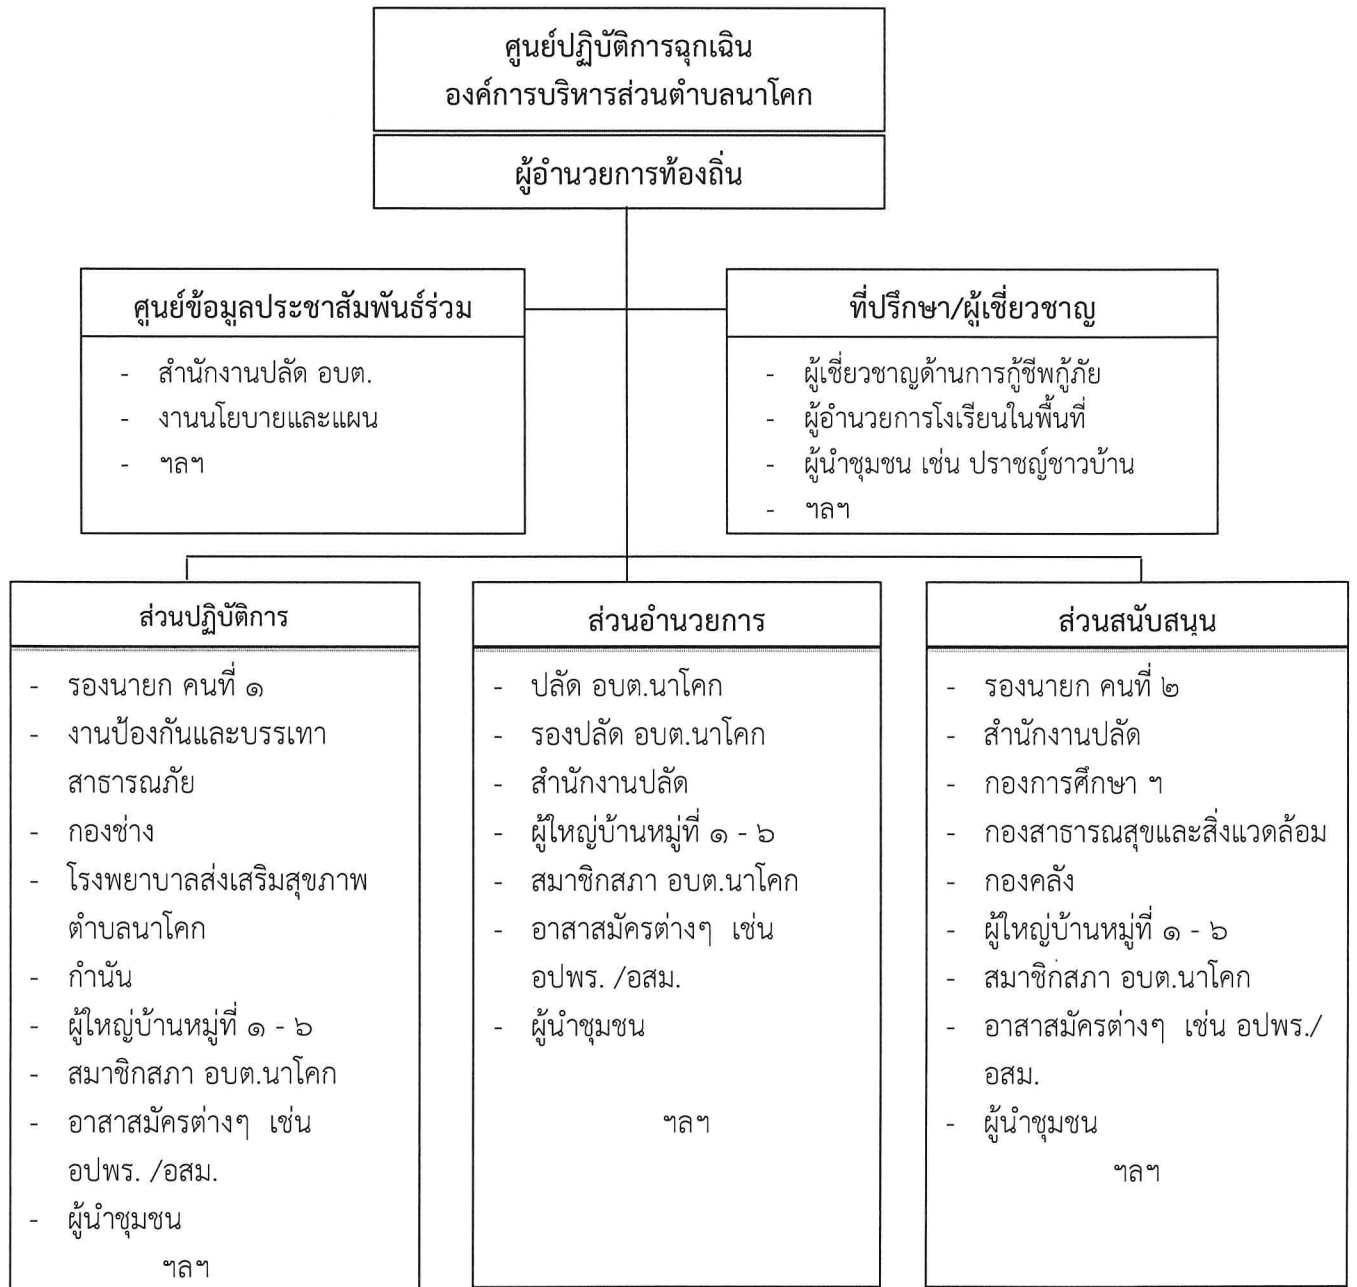 ศูนย์ปฏิบัติการฉุกเฉิน
องค์การบริหารส่วนตำบลนาโคก
ผู้อำนวยการท้องถิ่น
ศูนย์ข้อมูลประชาสัมพันธ์ร่วม
- สำนักงานปลัด อบต.
- งานนโยบายและแผน
- ฯลฯ
ที่ปรึกษา/ผู้เชี่ยวชาญ
- ผู้เชี่ยวชาญด้านการกู้ชีพกู้ภัย
- ผู้อำนวยการโงเรียนในพื้นที่
- ผู้นำชุมชน เช่น ปราชญ์ชาวบ้าน
- ฯลฯ
ส่วนปฏิบัติการ
- รองนายก คนที่ ๑
- งานป้องกันและบรรเทา
สาธารณภัย
- กองช่าง
- โรงพยาบาลส่งเสริมสุขภาพ
ตำบลนาโคก
- กำนัน
- ผู้ใหญ่บ้านหมู่ที่ ๑ - ๖
- สมาชิกสภา อบต.นาโคก
- อาสาสมัครต่างๆ เช่น
อปพร. /อสม.
- ผู้นำชุมชน
ฯลฯ
ส่วนอำนวยการ
- ปลัด อบต.นาโคก
- รองปลัด อบต.นาโคก
- สำนักงานปลัด
- ผู้ใหญ่บ้านหมู่ที่ ๑ - ๖
- สมาชิกสภา อบต.นาโคก
- อาสาสมัครต่างๆ เช่น
อปพร. /อสม.
- ผู้นำชุมชน
ฯลฯ
ส่วนสนับสนุน
- รองนายก คนที่ ๒
- สำนักงานปลัด
- กองการศึกษา ฯ
- กองสาธารณสุขและสิ่งแวดล้อม
- กองคลัง
- ผู้ใหญ่บ้านหมู่ที่ ๑ - ๖
- สมาชิกสภา อบต.นาโคก
- อาสาสมัครต่างๆ เช่น อปพร./
อสม.
- ผู้นำชุมชน
ฯลฯ